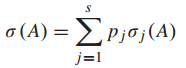 σ (A) = ∑_{j=1}^{s} p_j σ_j (A)